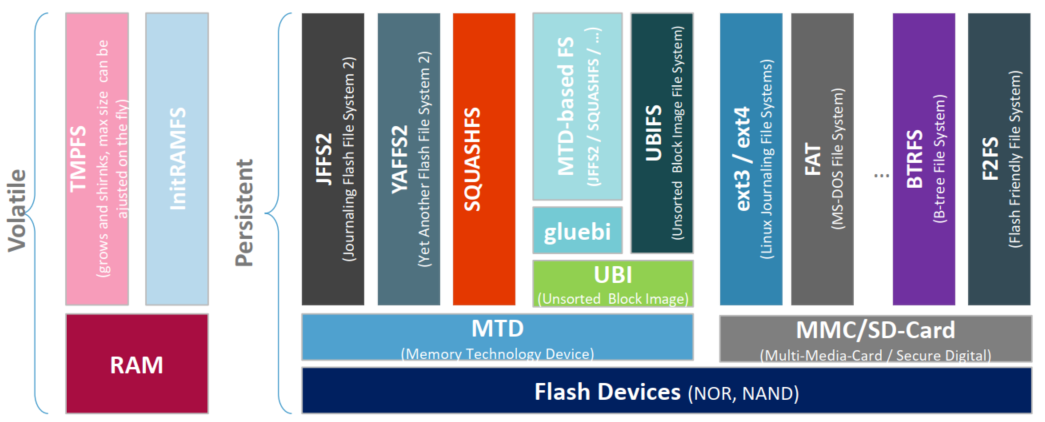 Volatile
TMPFS
(grows and shirnks, max size can be
ajusted on the fly)
InitRAMFS
RAM
Persistent
JFFS2
(Journaling Flash File System 2)
YAFFS2
(Yet Another Flash File System 2)
SQUASHFS
MTD-based FS
(JFFS2 / SQUASHFS / ...)
gluebi
UBIFS
(Unsorted Block Image File System)
UBI
(Unsorted Block Image)
MTD
(Memory Technology Device)
ext3 / ext4
(Linux Journaling File Systems)
FAT
(MS-DOS File System)
...
BTRFS
(B-tree File System)
F2FS
(Flash Friendly File System)
MMC/SD-Card
(Multi-Media-Card / Secure Digital)
Flash Devices (NOR, NAND)